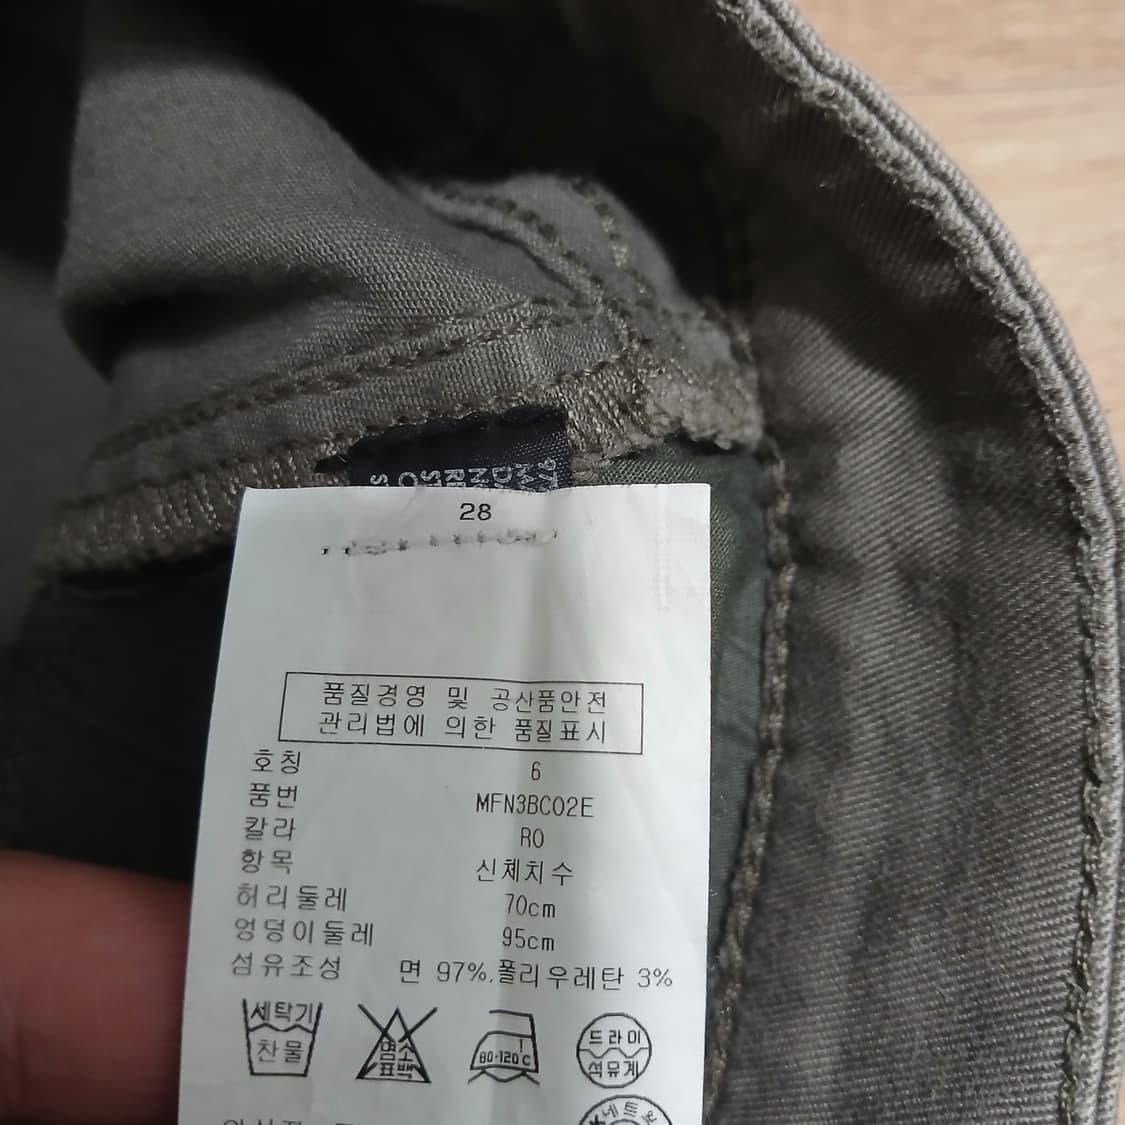 28
품질경영 및 공산품안전
관리법에 의한 품질표시
호칭 6
품번 MFN3BC02E
칼라 RO
항목 신체치수
허리둘레 70cm
엉덩이둘레 95cm
섬유조성 면 97%,폴리우레탄 3%
세탁기 찬물
염소 표백
80-120℃
드라이 석유계
네트